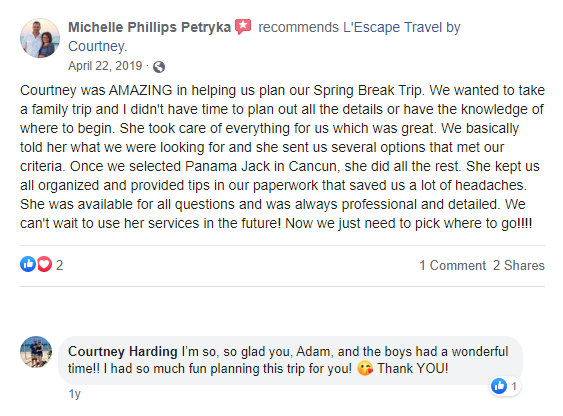 Michelle Phillips Petryka recommends L'Escape Travel by
Courtney.
April 22, 2019 ·
Courtney was AMAZING in helping us plan our Spring Break Trip. We wanted to take
a family trip and I didn't have time to plan out all the details or have the knowledge of
where to begin. She took care of everything for us which was great. We basically
told her what we were looking for and she sent us several options that met our
criteria. Once we selected Panama Jack in Cancun, she did all the rest. She kept us
all organized and provided tips in our paperwork that saved us a lot of headaches.
She was available for all questions and was always professional and detailed. We
can't wait to use her services in the future! Now we just need to pick where to go!!!!
2 1 Comment 2 Shares
Courtney Harding I'm so, so glad you, Adam, and the boys had a wonderful
time!! I had so much fun planning this trip for you! 😘 Thank YOU!
1
1y